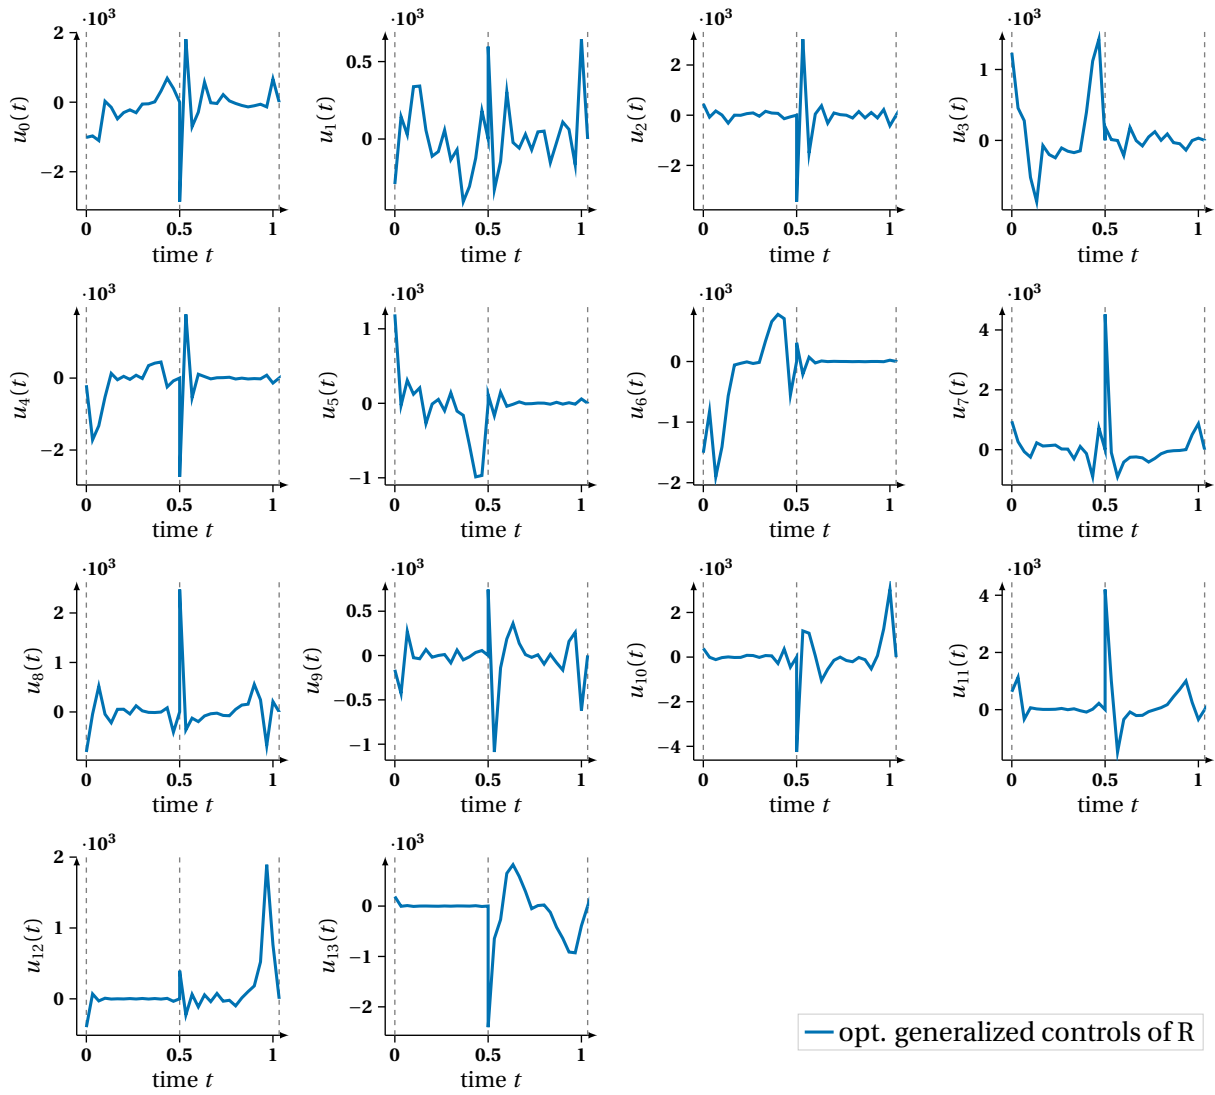 ·10³ ·10³ ·10³ ·10³
u₀(t) 2 0 −2
0 0.5 1
time t
u₁(t) 0.5 0
0 0.5 1
time t
u₂(t) 2 0 −2
0 0.5 1
time t
u₃(t) 1 0
0 0.5 1
time t
·10³ ·10³ ·10³ ·10³
u₄(t) 0 −2
0 0.5 1
time t
u₅(t) 1 0 −1
0 0.5 1
time t
u₆(t) 0 −1 −2
0 0.5 1
time t
u₇(t) 4 2 0
0 0.5 1
time t
·10³ ·10³ ·10³ ·10³
u₈(t) 2 1 0
0 0.5 1
time t
u₉(t) 0.5 0 −0.5 −1
0 0.5 1
time t
u₁₀(t) 2 0 −2 −4
0 0.5 1
time t
u₁₁(t) 4 2 0
0 0.5 1
time t
·10³ ·10³
u₁₂(t) 2 1 0
0 0.5 1
time t
u₁₃(t) 0 −1 −2
0 0.5 1
time t
opt. generalized controls of R